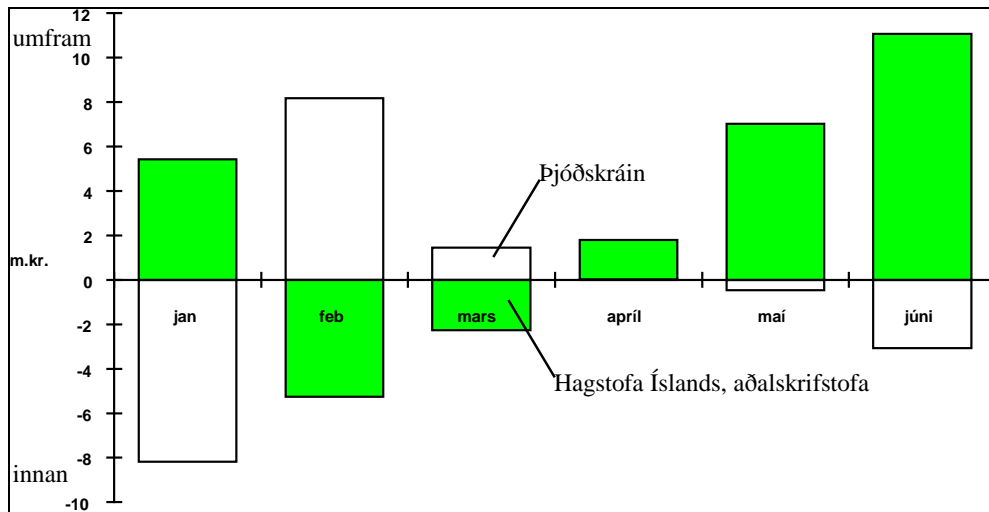 12
umfram
10
8
6
4
Þjóðskráin
2
m.kr.
0
jan
feb
mars
apríl
maí
júni
-2
-4
Hagstofa Íslands, aðalskrifstofa
-6
-8
innan
-10